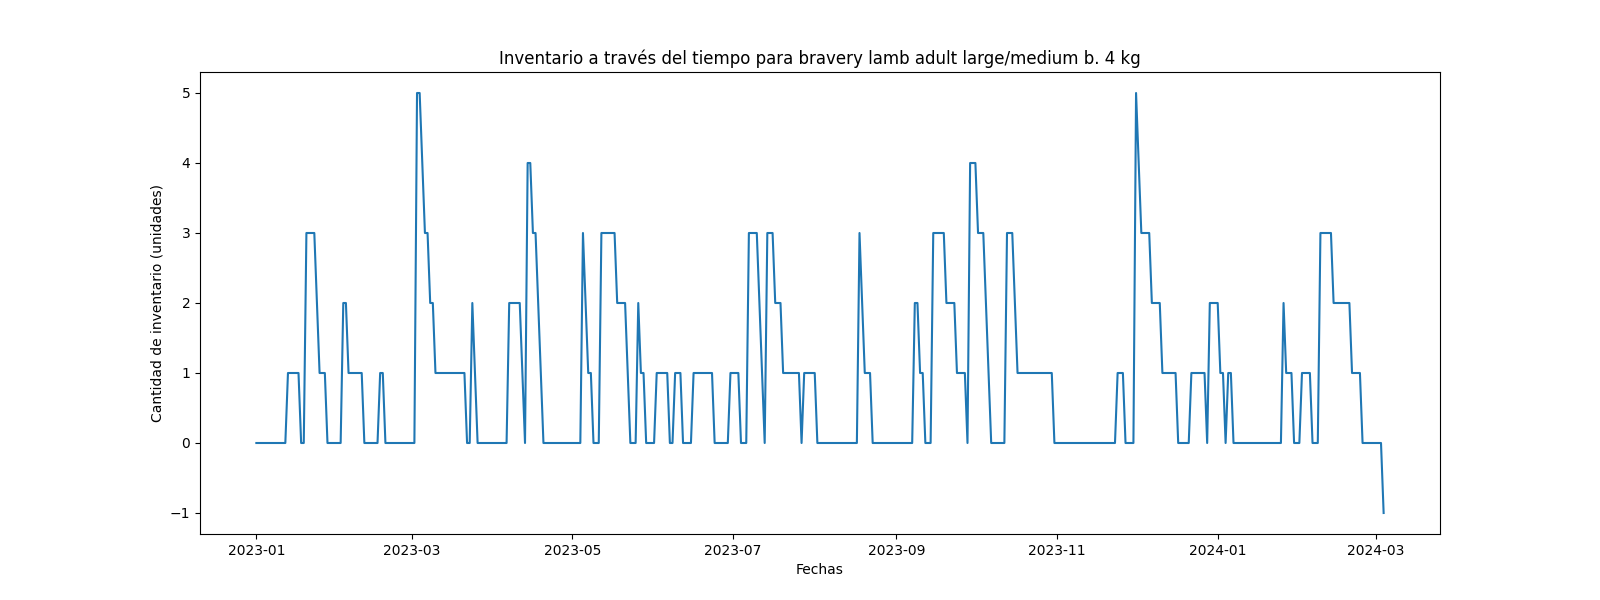 Inventario a través del tiempo para bravery lamb adult large/medium b. 4 kg
Cantidad de inventario (unidades)
5
4
3
2
1
0
−1
2023-01 2023-03 2023-05 2023-07 2023-09 2023-11 2024-01 2024-03
Fechas